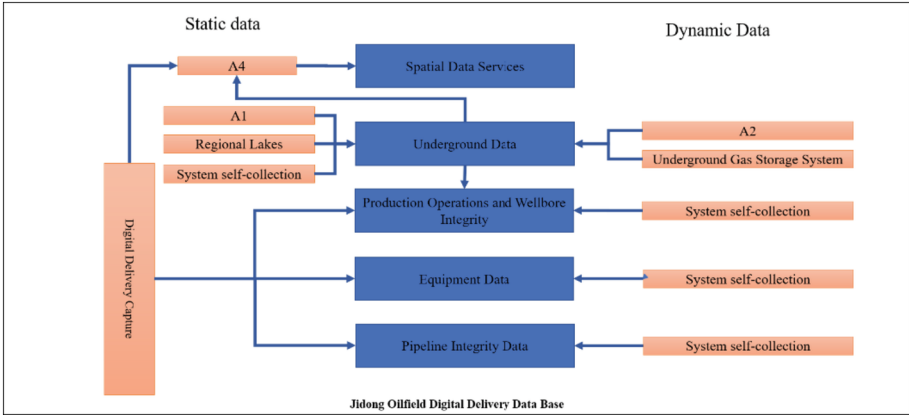 Static data
Dynamic Data
A4
Spatial Data Services
A1
Regional Lakes
System self-collection
Underground Data
A2
Underground Gas Storage System
Digital Delivery Capture
Production Operations and Wellbore
Integrity
System self-collection
Equipment Data
System self-collection
Pipeline Integrity Data
System self-collection
Jidong Oilfield Digital Delivery Data Base